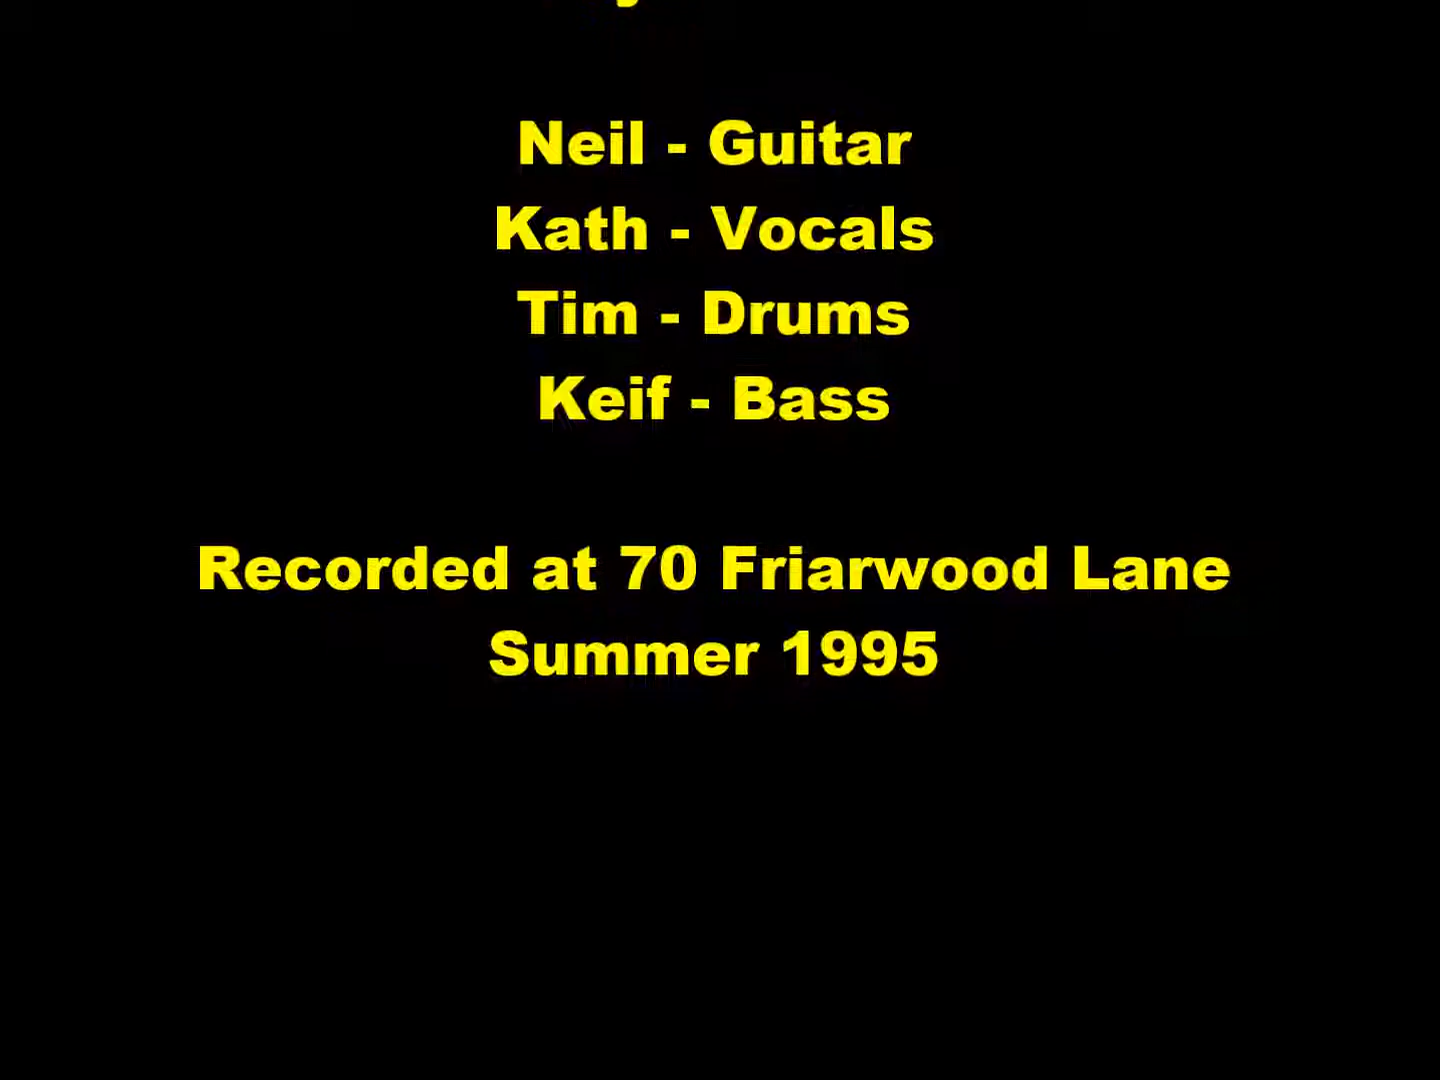 Neil - Guitar
Kath - Vocals
Tim - Drums
Keif - Bass
Recorded at 70 Friarwood Lane
Summer 1995